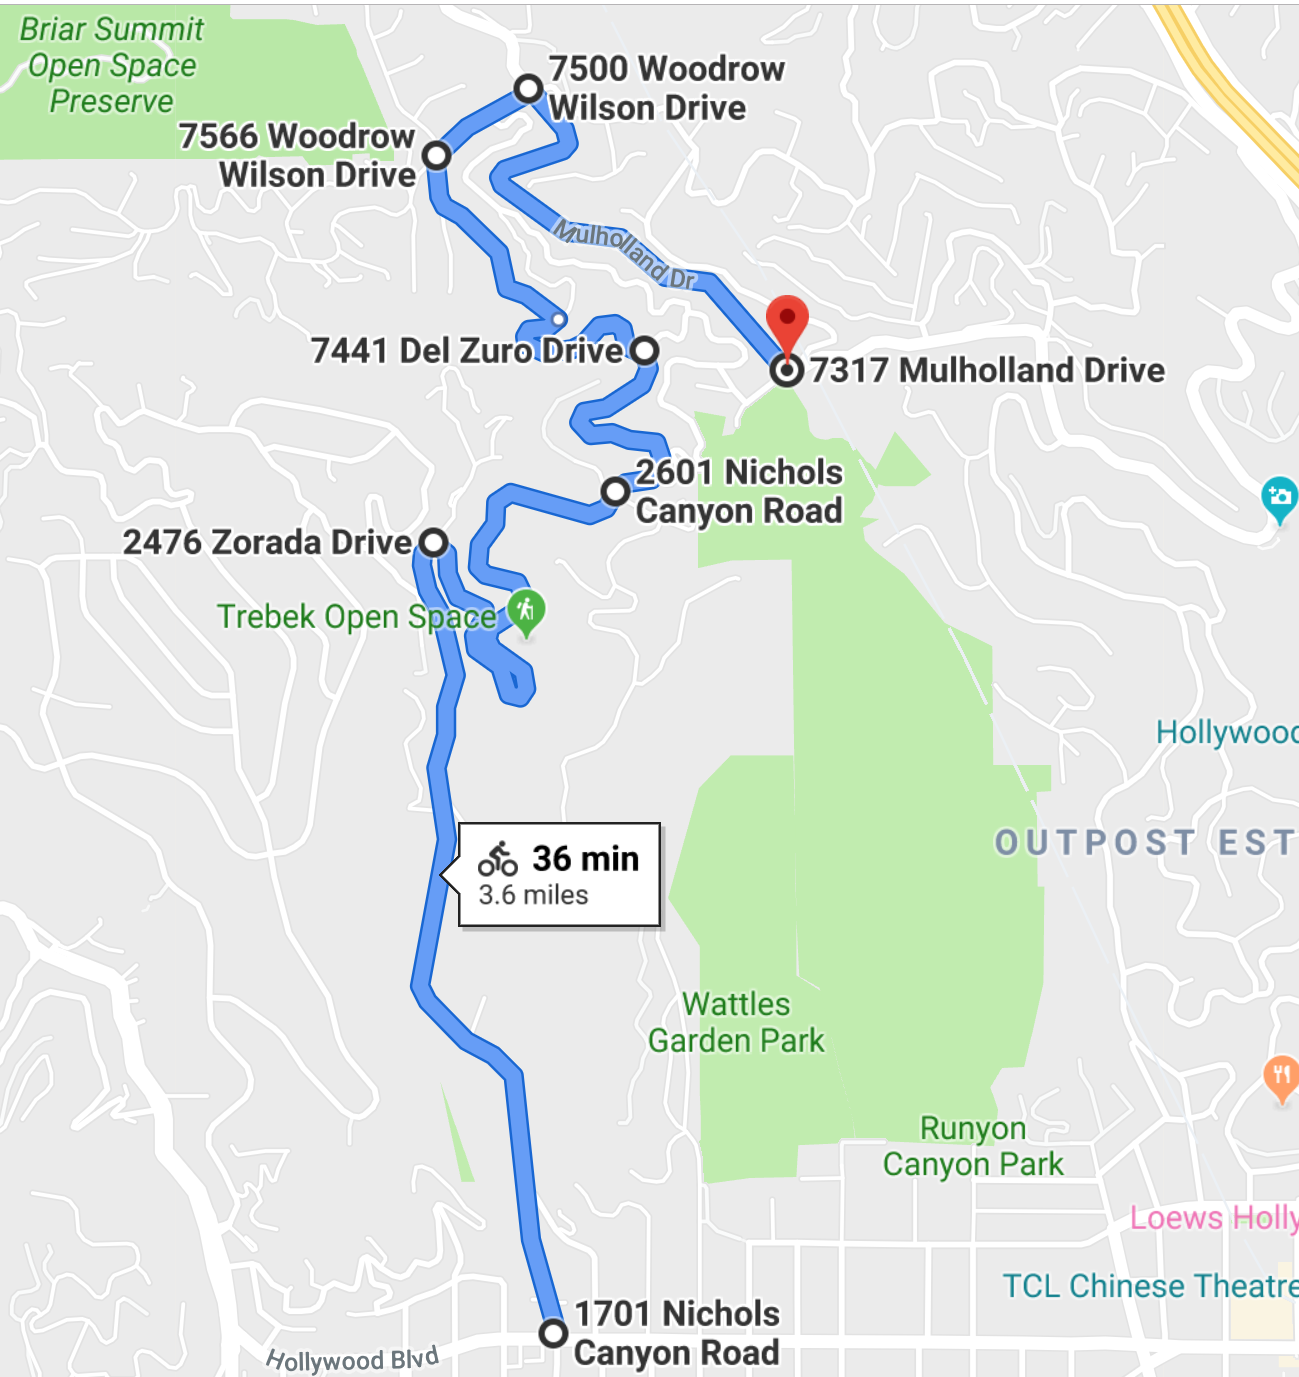 Briar Summit
Open Space
Preserve
7500 Woodrow
Wilson Drive
7566 Woodrow
Wilson Drive
Mulholland Dr
7441 Del Zuro Drive
7317 Mulholland Drive
2601 Nichols
Canyon Road
2476 Zorada Drive
Trebek Open Space
Hollywood
OUTPOST EST
36 min
3.6 miles
Wattles
Garden Park
Runyon
Canyon Park
Loews Holly
TCL Chinese Theatre
1701 Nichols
Canyon Road
Hollywood Blvd